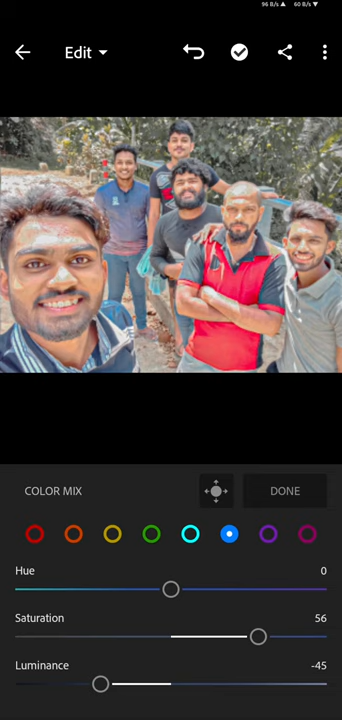 96 B/s ▲ 60 B/s ▼
Edit
COLOR MIX
DONE
Hue 0
Saturation 56
Luminance -45